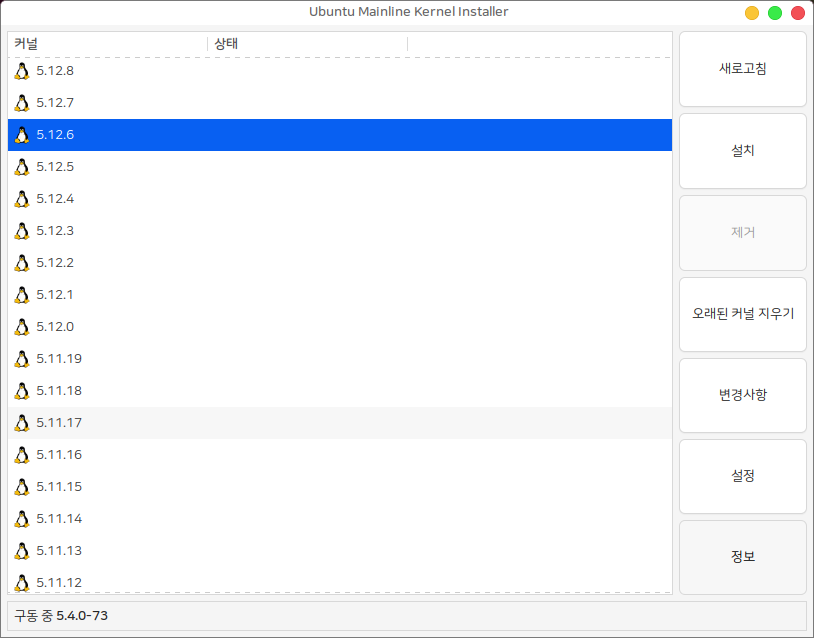 Ubuntu Mainline Kernel Installer
커널 상태
5.12.8
5.12.7
5.12.6
5.12.5
5.12.4
5.12.3
5.12.2
5.12.1
5.12.0
5.11.19
5.11.18
5.11.17
5.11.16
5.11.15
5.11.14
5.11.13
5.11.12
새로고침
설치
제거
오래된 커널 지우기
변경사항
설정
정보
구동 중 5.4.0-73